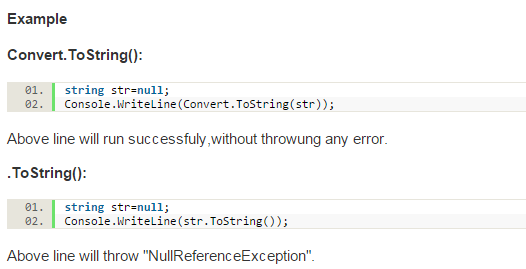 Example
Convert.ToString():
01. string str=null;
02. Console.WriteLine(Convert.ToString(str));
Above line will run successfuly,without throwung any error.
.ToString():
01. string str=null;
02. Console.WriteLine(str.ToString());
Above line will throw "NullReferenceException".